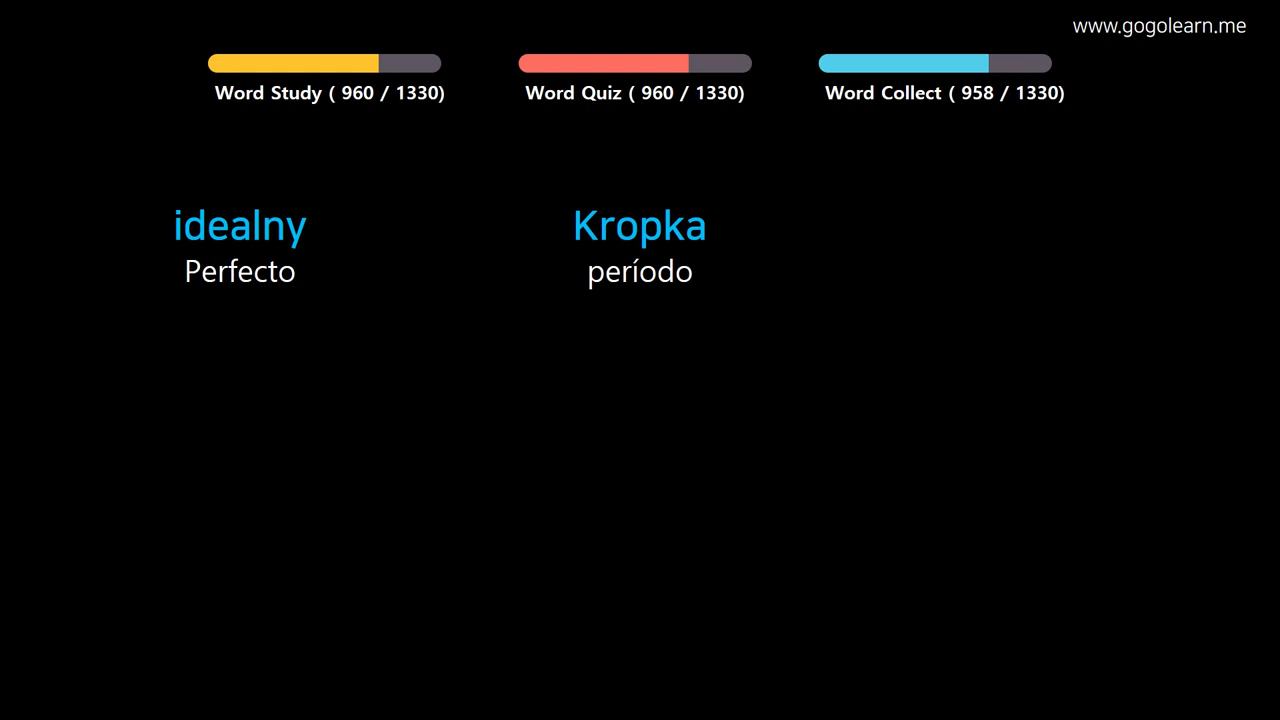 www.gogolearn.me
Word Study ( 960 / 1330)
Word Quiz ( 960 / 1330)
Word Collect ( 958 / 1330)
idealny
Perfecto
Kropka
período